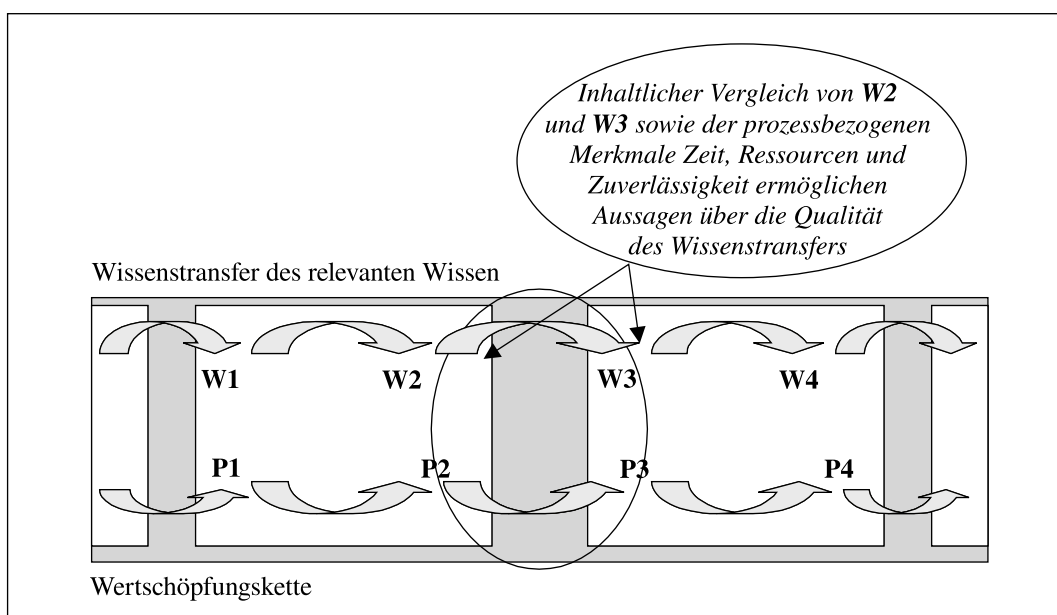 Inhaltlicher Vergleich von W2
und W3 sowie der prozessbezogenen
Merkmale Zeit, Ressourcen und
Zuverlässigkeit ermöglichen
Aussagen über die Qualität
des Wissenstransfers
Wissenstransfer des relevanten Wissen
W1 W2 W3 W4
P1 P2 P3 P4
Wertschöpfungskette